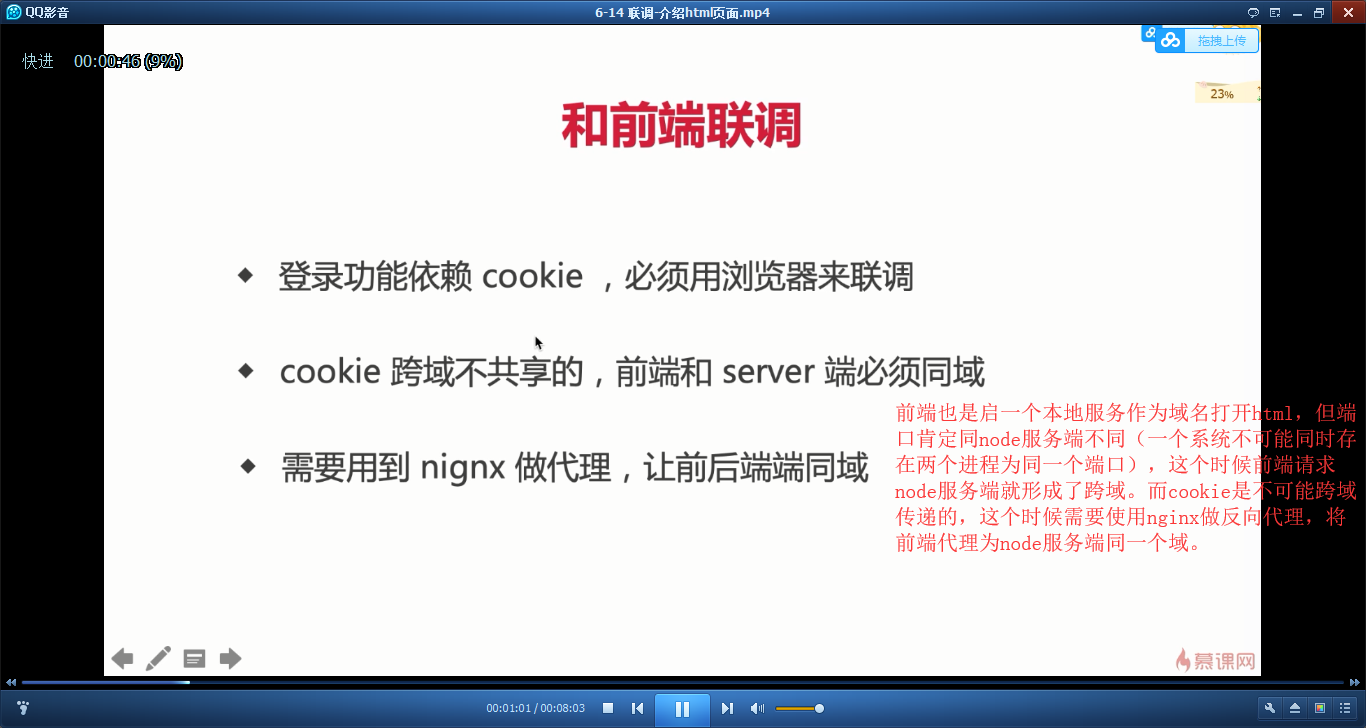 QQ影音
6-14 联调-介绍html页面.mp4
拖拽上传
快进 00:00:46 (9%)
23%
和前端联调
登录功能依赖 cookie ，必须用浏览器来联调
cookie 跨域不共享的，前端和 server 端必须同域
需要用到 nignx 做代理，让前后端端同域
前端也是启一个本地服务作为域名打开html，但端
口肯定同node服务端不同（一个系统不可能同时存
在两个进程为同一个端口），这个时候前端请求
node服务端就形成了跨域。而cookie是不可能跨域
传递的，这个时候需要使用nginx做反向代理，将
前端代理为node服务端同一个域。
慕课网
00:01:01 / 00:08:03